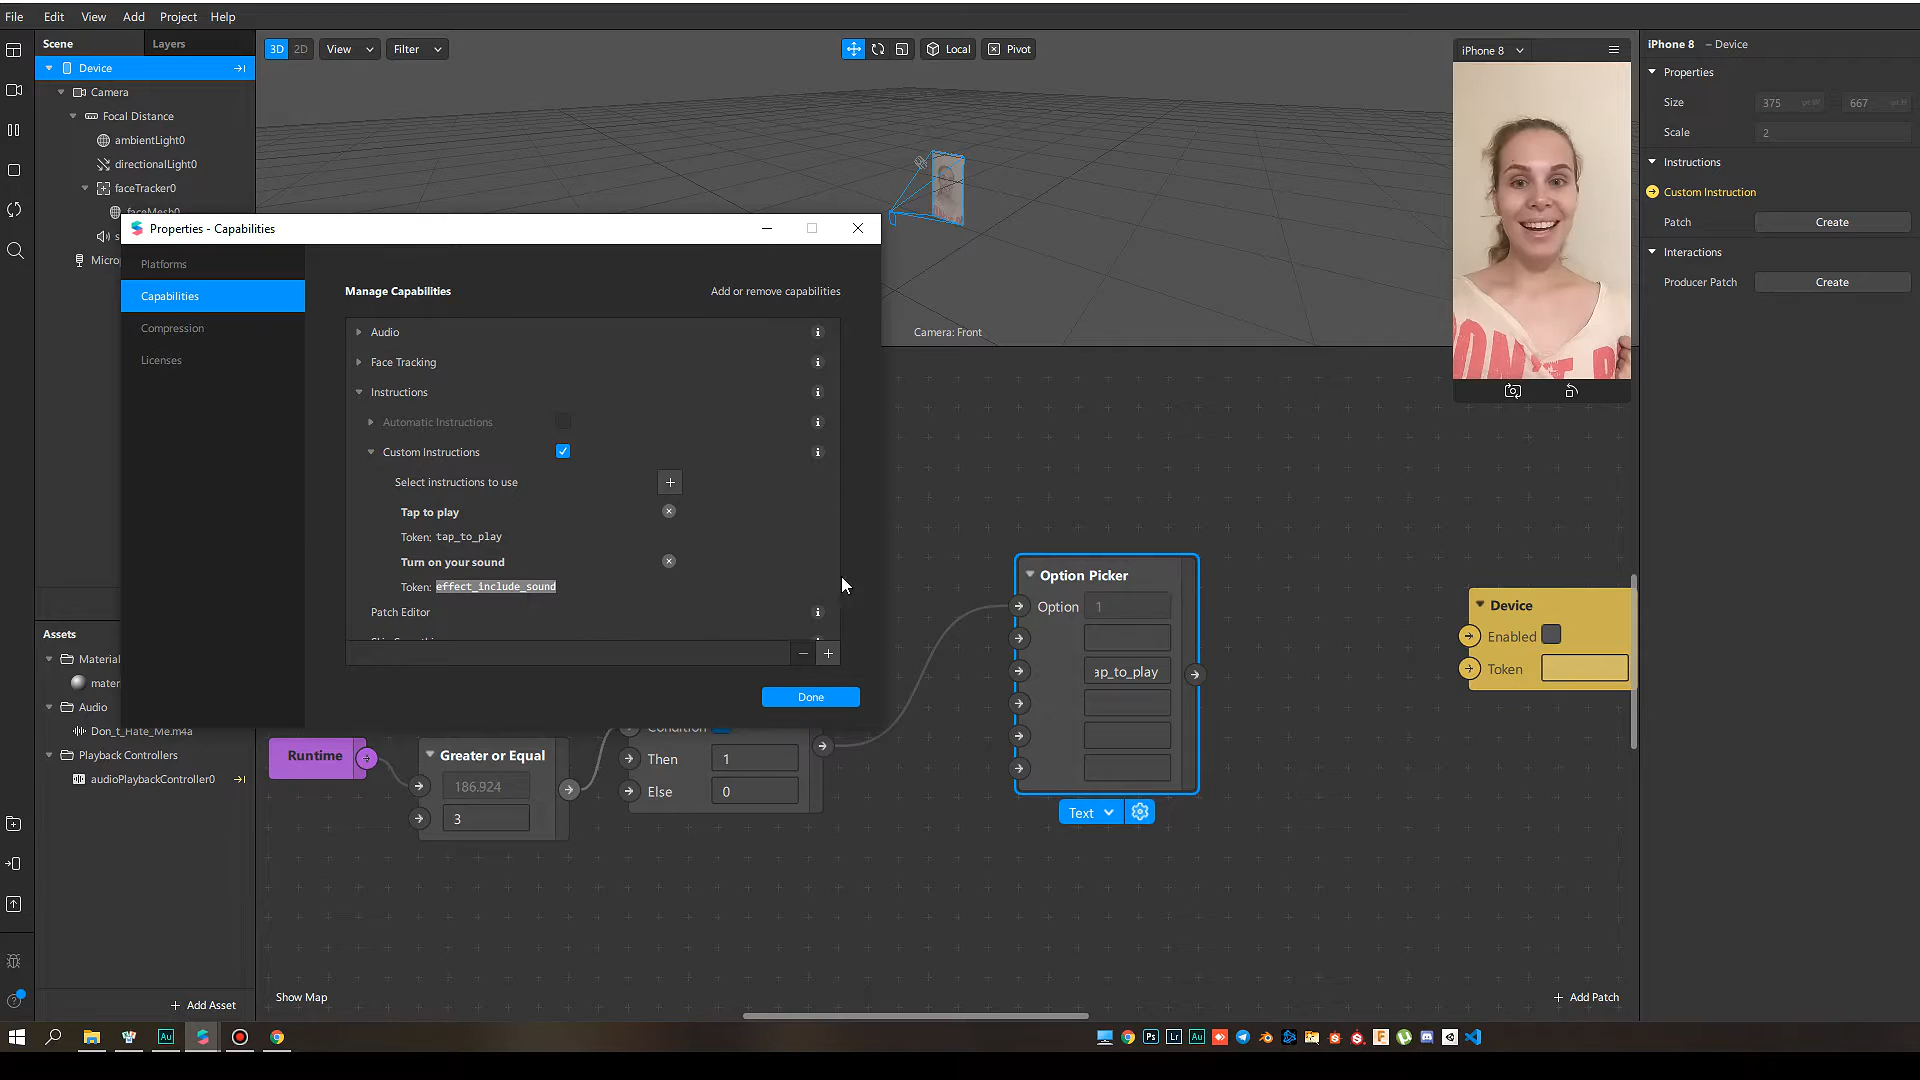 File Edit View Add Project Help
Scene Layers
Device
Camera
Focal Distance
ambientLight0
directionalLight0
faceTracker0
faceMesh0
3D 2D View Filter
Local Pivot
Camera: Front
iPhone 8
iPhone 8 – Device
Properties
Size 375 667
Scale 2
Instructions
Custom Instruction
Patch Create
Interactions
Producer Patch Create
Properties - Capabilities
Platforms
Capabilities
Compression
Licenses
Manage Capabilities Add or remove capabilities
Audio
Face Tracking
Instructions
Automatic Instructions
Custom Instructions
Select instructions to use
Tap to play
Token: tap_to_play
Turn on your sound
Token: effect_include_sound
Patch Editor
Done
Assets
Audio
Don_t_Hate_Me.m4a
Playback Controllers
audioPlaybackController0
Add Asset
Runtime
Greater or Equal
186.924
3
Condition
Then 1
Else 0
Option Picker
Option 1
ap_to_play
Text
Device
Enabled
Token
Show Map
Add Patch
Au
Ps
Lr
Au